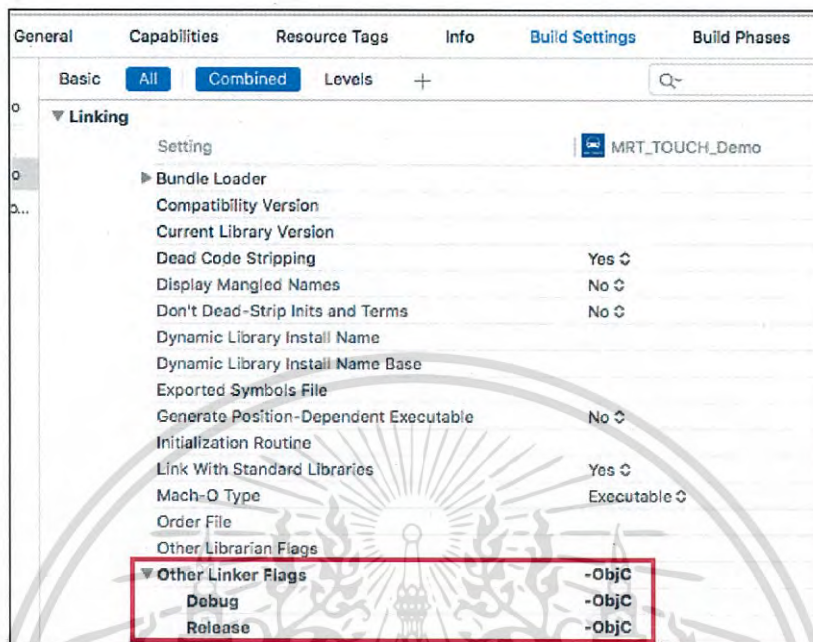 General Capabilities Resource Tags Info Build Settings Build Phases
Basic All Combined Levels +
Linking
Setting MRT_TOUCH_Demo
Bundle Loader
Compatibility Version
Current Library Version
Dead Code Stripping Yes
Display Mangled Names No
Don't Dead-Strip Inits and Terms No
Dynamic Library Install Name
Dynamic Library Install Name Base
Exported Symbols File
Generate Position-Dependent Executable No
Initialization Routine
Link With Standard Libraries Yes
Mach-O Type Executable
Order File
Other Librarian Flags
Other Linker Flags -ObjC
Debug -ObjC
Release -ObjC